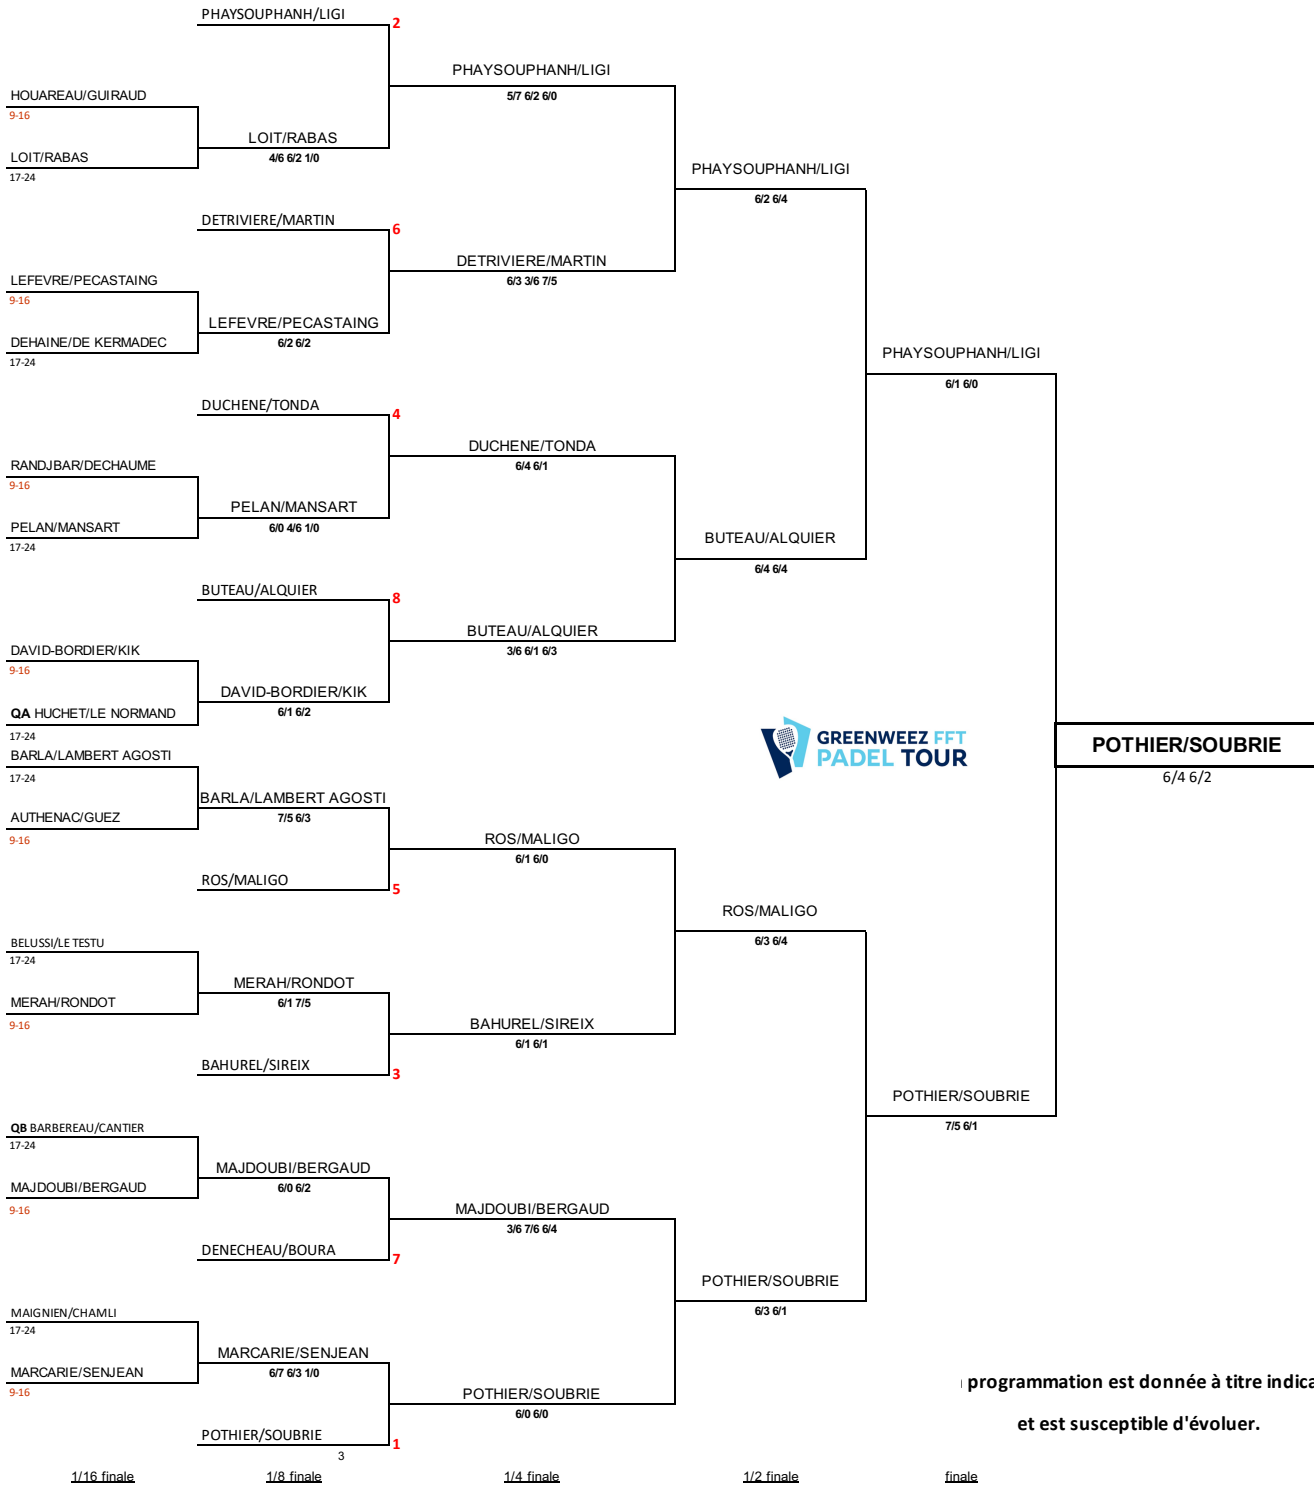 PHAYSOUPHANH/LIGI
2
PHAYSOUPHANH/LIGI
5/7 6/2 6/0
HOUAREAU/GUIRAUD
9-16
LOIT/RABAS
4/6 6/2 1/0
LOIT/RABAS
17-24
PHAYSOUPHANH/LIGI
6/2 6/4
DETRIVIERE/MARTIN
6
DETRIVIERE/MARTIN
6/3 3/6 7/5
LEFEVRE/PECASTAING
9-16
LEFEVRE/PECASTAING
6/2 6/2
DEHAINE/DE KERMADEC
17-24
PHAYSOUPHANH/LIGI
6/1 6/0
DUCHENE/TONDA
4
DUCHENE/TONDA
6/4 6/1
RANDJBAR/DECHAUME
9-16
PELAN/MANSART
6/0 4/6 1/0
PELAN/MANSART
17-24
BUTEAU/ALQUIER
6/4 6/4
BUTEAU/ALQUIER
8
BUTEAU/ALQUIER
3/6 6/1 6/3
DAVID-BORDIER/KIK
9-16
DAVID-BORDIER/KIK
6/1 6/2
QA HUCHET/LE NORMAND
17-24
GREENWEEZ FFT
PADEL TOUR
POTHIER/SOUBRIE
6/4 6/2
BARLA/LAMBERT AGOSTI
17-24
BARLA/LAMBERT AGOSTI
7/5 6/3
AUTHENAC/GUEZ
9-16
ROS/MALIGO
6/1 6/0
ROS/MALIGO
5
ROS/MALIGO
6/3 6/4
BELUSSI/LE TESTU
17-24
MERAH/RONDOT
6/1 7/5
MERAH/RONDOT
9-16
BAHUREL/SIREIX
6/1 6/1
BAHUREL/SIREIX
3
POTHIER/SOUBRIE
7/5 6/1
QB BARBEREAU/CANTIER
17-24
MAJDOUBI/BERGAUD
6/0 6/2
MAJDOUBI/BERGAUD
9-16
MAJDOUBI/BERGAUD
3/6 7/6 6/4
DENECHEAU/BOURA
7
POTHIER/SOUBRIE
6/3 6/1
MAIGNIEN/CHAMLI
17-24
MARCARIE/SENJEAN
6/7 6/3 1/0
MARCARIE/SENJEAN
9-16
POTHIER/SOUBRIE
6/0 6/0
POTHIER/SOUBRIE
1
3
programmation est donnée à titre indica
et est susceptible d'évoluer.
1/16 finale
1/8 finale
1/4 finale
1/2 finale
finale